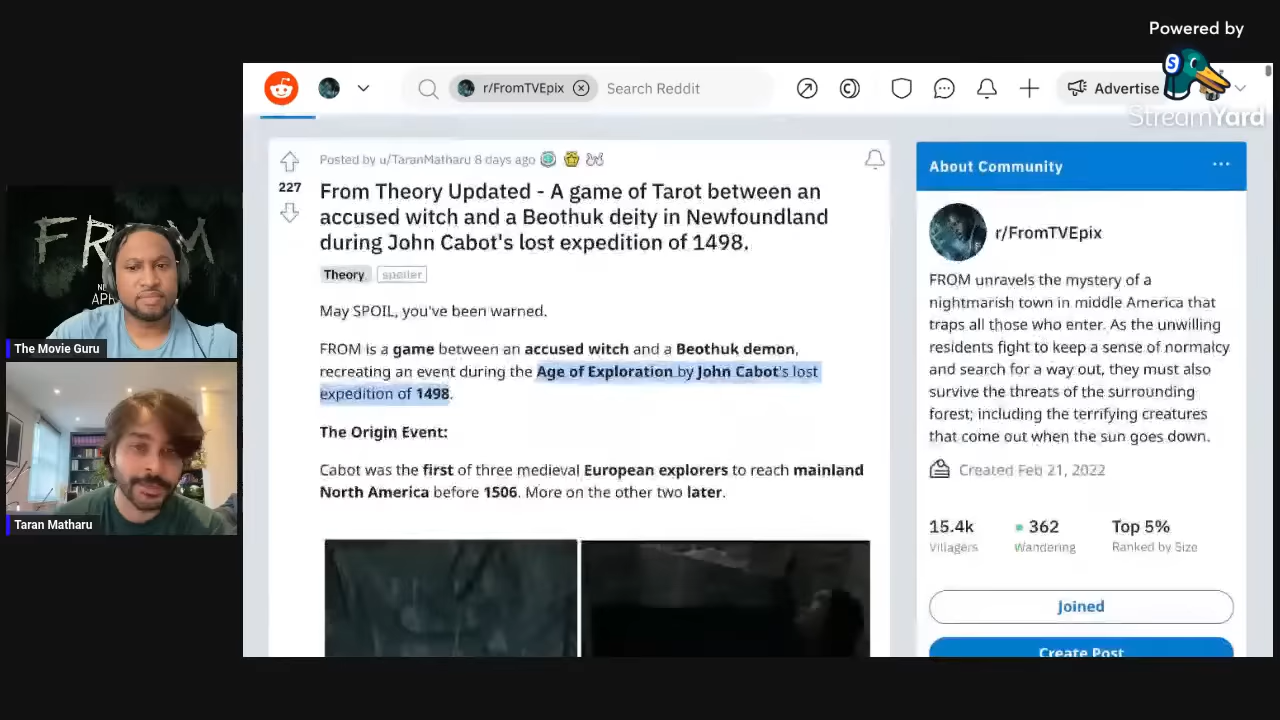 Powered by
StreamYard
r/FromTVEpix
Search Reddit
Advertise
Posted by u/TaranMatharu 8 days ago
227
From Theory Updated - A game of Tarot between an
accused witch and a Beothuk deity in Newfoundland
during John Cabot's lost expedition of 1498.
Theory
spoiler
May SPOIL, you've been warned.
FROM is a game between an accused witch and a Beothuk demon,
recreating an event during the Age of Exploration by John Cabot's lost
expedition of 1498.
The Origin Event:
Cabot was the first of three medieval European explorers to reach mainland
North America before 1506. More on the other two later.
About Community
r/FromTVEpix
FROM unravels the mystery of a
nightmarish town in middle America that
traps all those who enter. As the unwilling
residents fight to keep a sense of normalcy
and search for a way out, they must also
survive the threats of the surrounding
forest; including the terrifying creatures
that come out when the sun goes down.
Created Feb 21, 2022
15.4k
Villagers
362
Wandering
Top 5%
Ranked by Size
Joined
Create Post
FROM
The Movie Guru
Taran Matharu